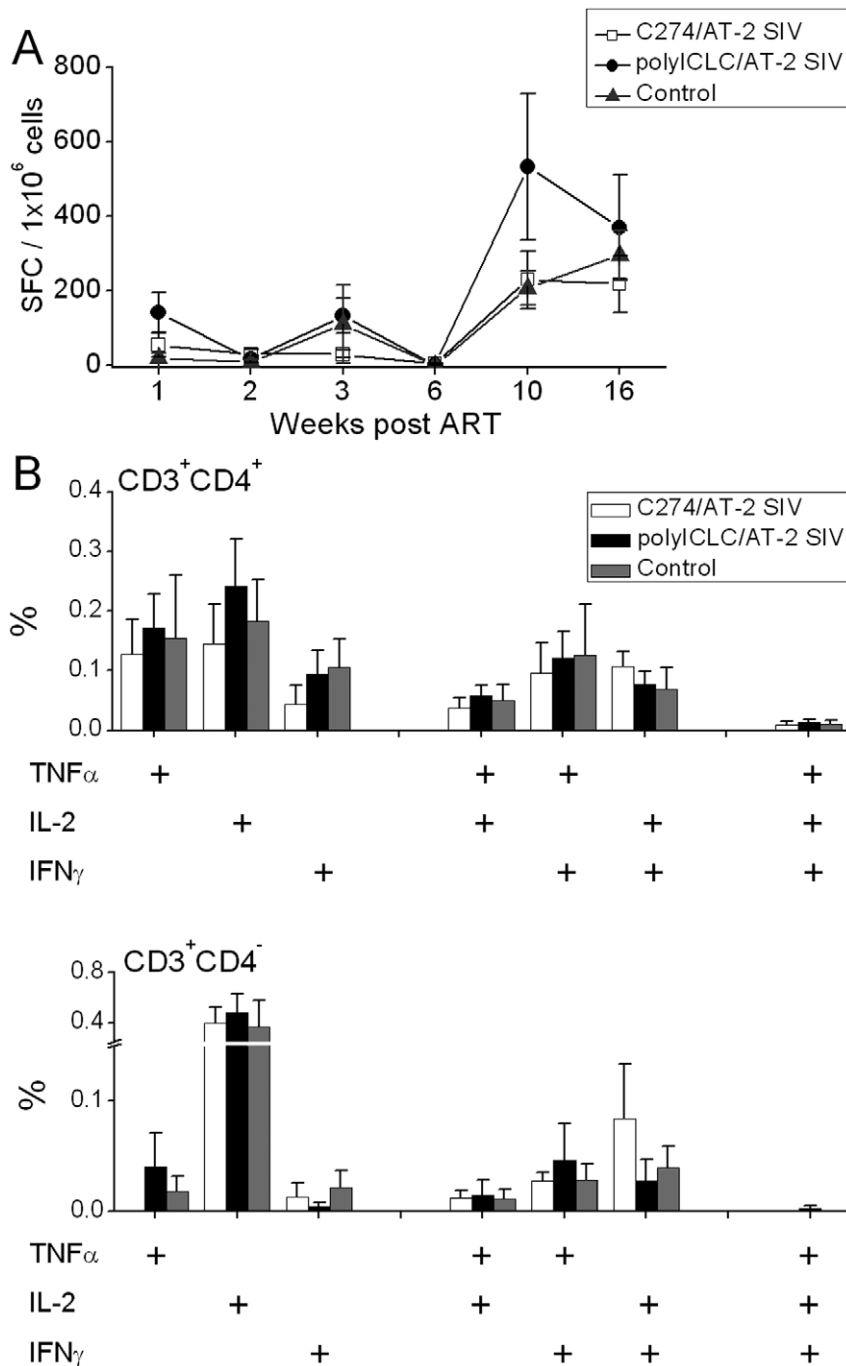 A
C274/AT-2 SIV
polyICLC/AT-2 SIV
Control
SFC / 1x10⁶ cells
800
600
400
200
0
1 2 3 6 10 16
Weeks post ART
B
CD3⁺CD4⁺
C274/AT-2 SIV
polyICLC/AT-2 SIV
Control
%
0.4
0.2
0.1
0.0
TNFα + + + +
IL-2 + + + +
IFNγ + + + +
CD3⁺CD4⁻
%
0.8
0.4
0.1
0.0
TNFα + + + +
IL-2 + + + +
IFNγ + + + +